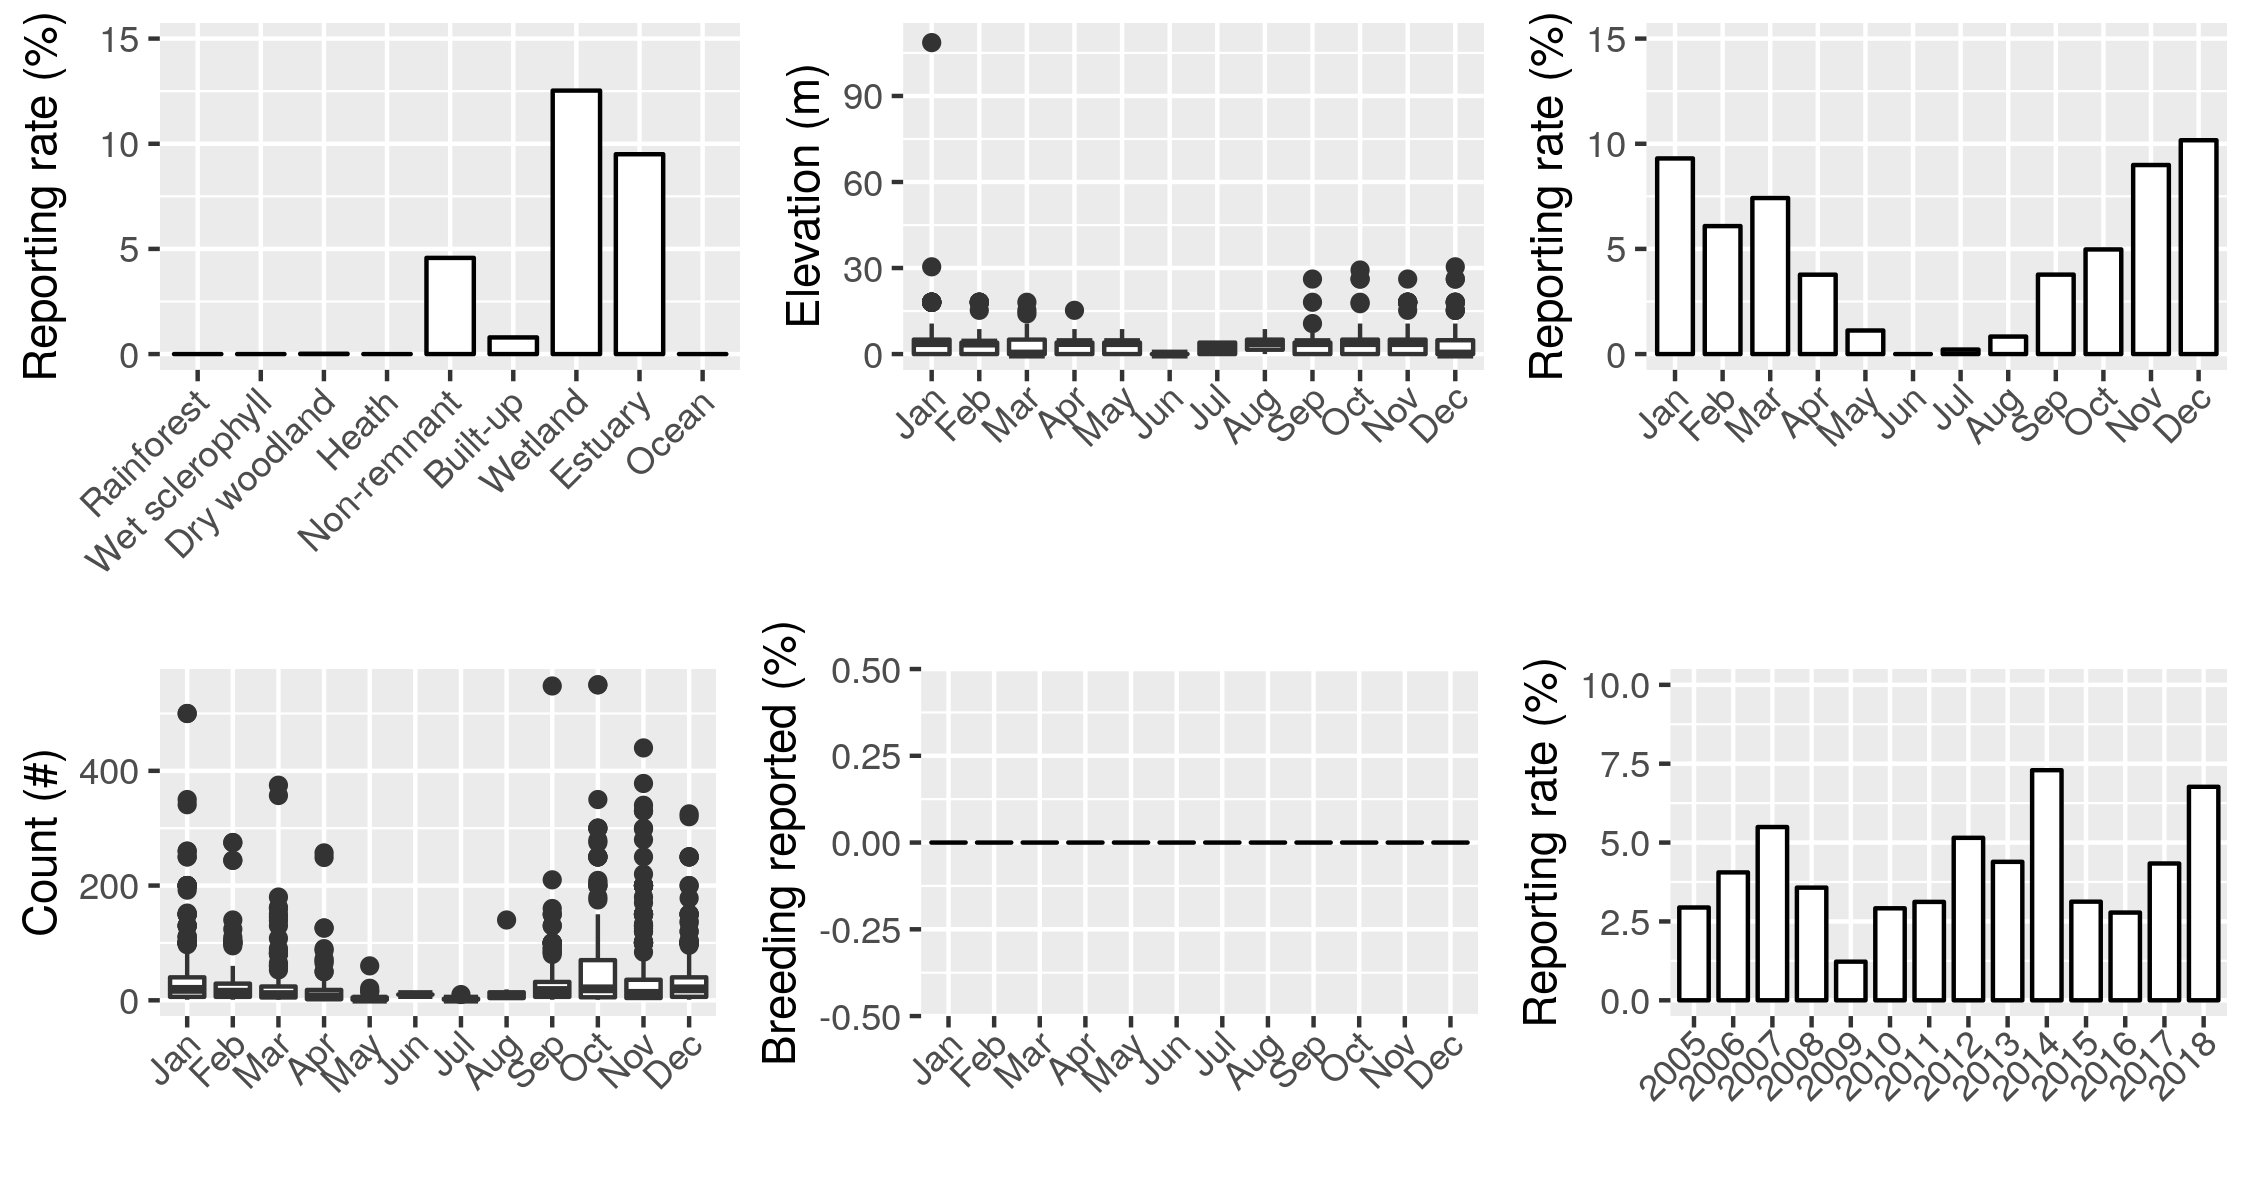 Reporting rate (%)
15
10
5
0
Rainforest
Wet sclerophyll
Dry woodland
Heath
Non-remnant
Built-up
Wetland
Estuary
Ocean
Elevation (m)
90
60
30
0
Jan
Feb
Mar
Apr
May
Jun
Jul
Aug
Sep
Oct
Nov
Dec
Reporting rate (%)
15
10
5
0
Jan
Feb
Mar
Apr
May
Jun
Jul
Aug
Sep
Oct
Nov
Dec
Count (#)
400
200
0
Jan
Feb
Mar
Apr
May
Jun
Jul
Aug
Sep
Oct
Nov
Dec
Breeding reported (%)
0.50
0.25
0.00
-0.25
-0.50
Jan
Feb
Mar
Apr
May
Jun
Jul
Aug
Sep
Oct
Nov
Dec
Reporting rate (%)
10.0
7.5
5.0
2.5
0.0
2005
2006
2007
2008
2009
2010
2011
2012
2013
2014
2015
2016
2017
2018